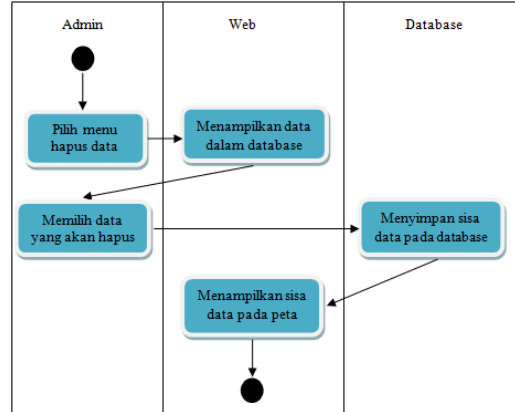 Admin
Web
Database
Pilih menu
hapus data
Menampilkan data
dalam database
Memilih data
yang akan hapus
Menyimpan sisa
data pada database
Menampilkan sisa
data pada peta